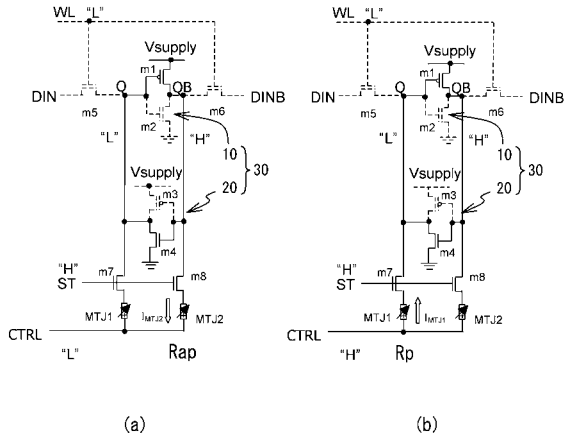 WL "L"
Vsupply
m1
Q
QB
DIN
DINB
m5
m2
m6
"L"
"H"
10
30
20
Vsupply
m3
m4
"H"
ST
m7
m8
MTJ1
IMTJ2
MTJ2
CTRL
"L"
Rap
(a)
WL "L"
Vsupply
m1
Q
QB
DIN
DINB
m5
m2
m6
"L"
"H"
10
30
20
Vsupply
m3
m4
"H"
ST
m7
m8
MTJ1
IMTJ1
MTJ2
CTRL
"H"
Rp
(b)